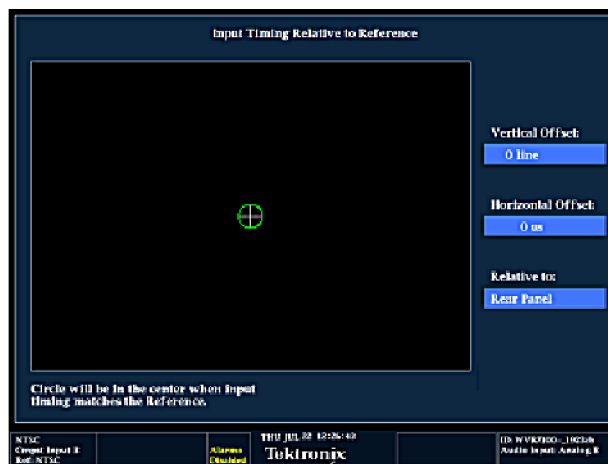 Input Timing Relative to Reference
Vertical Offset:
0 line
Horizontal Offset:
0 us
Relative to:
Rear Panel
Circle will be in the center when input
timing matches the Reference.
NTSC
Cmpst Input B
Ref: NTSC
Alarms
Disabled
THU JUL 22
Tektronix
Audio Input: Analog B